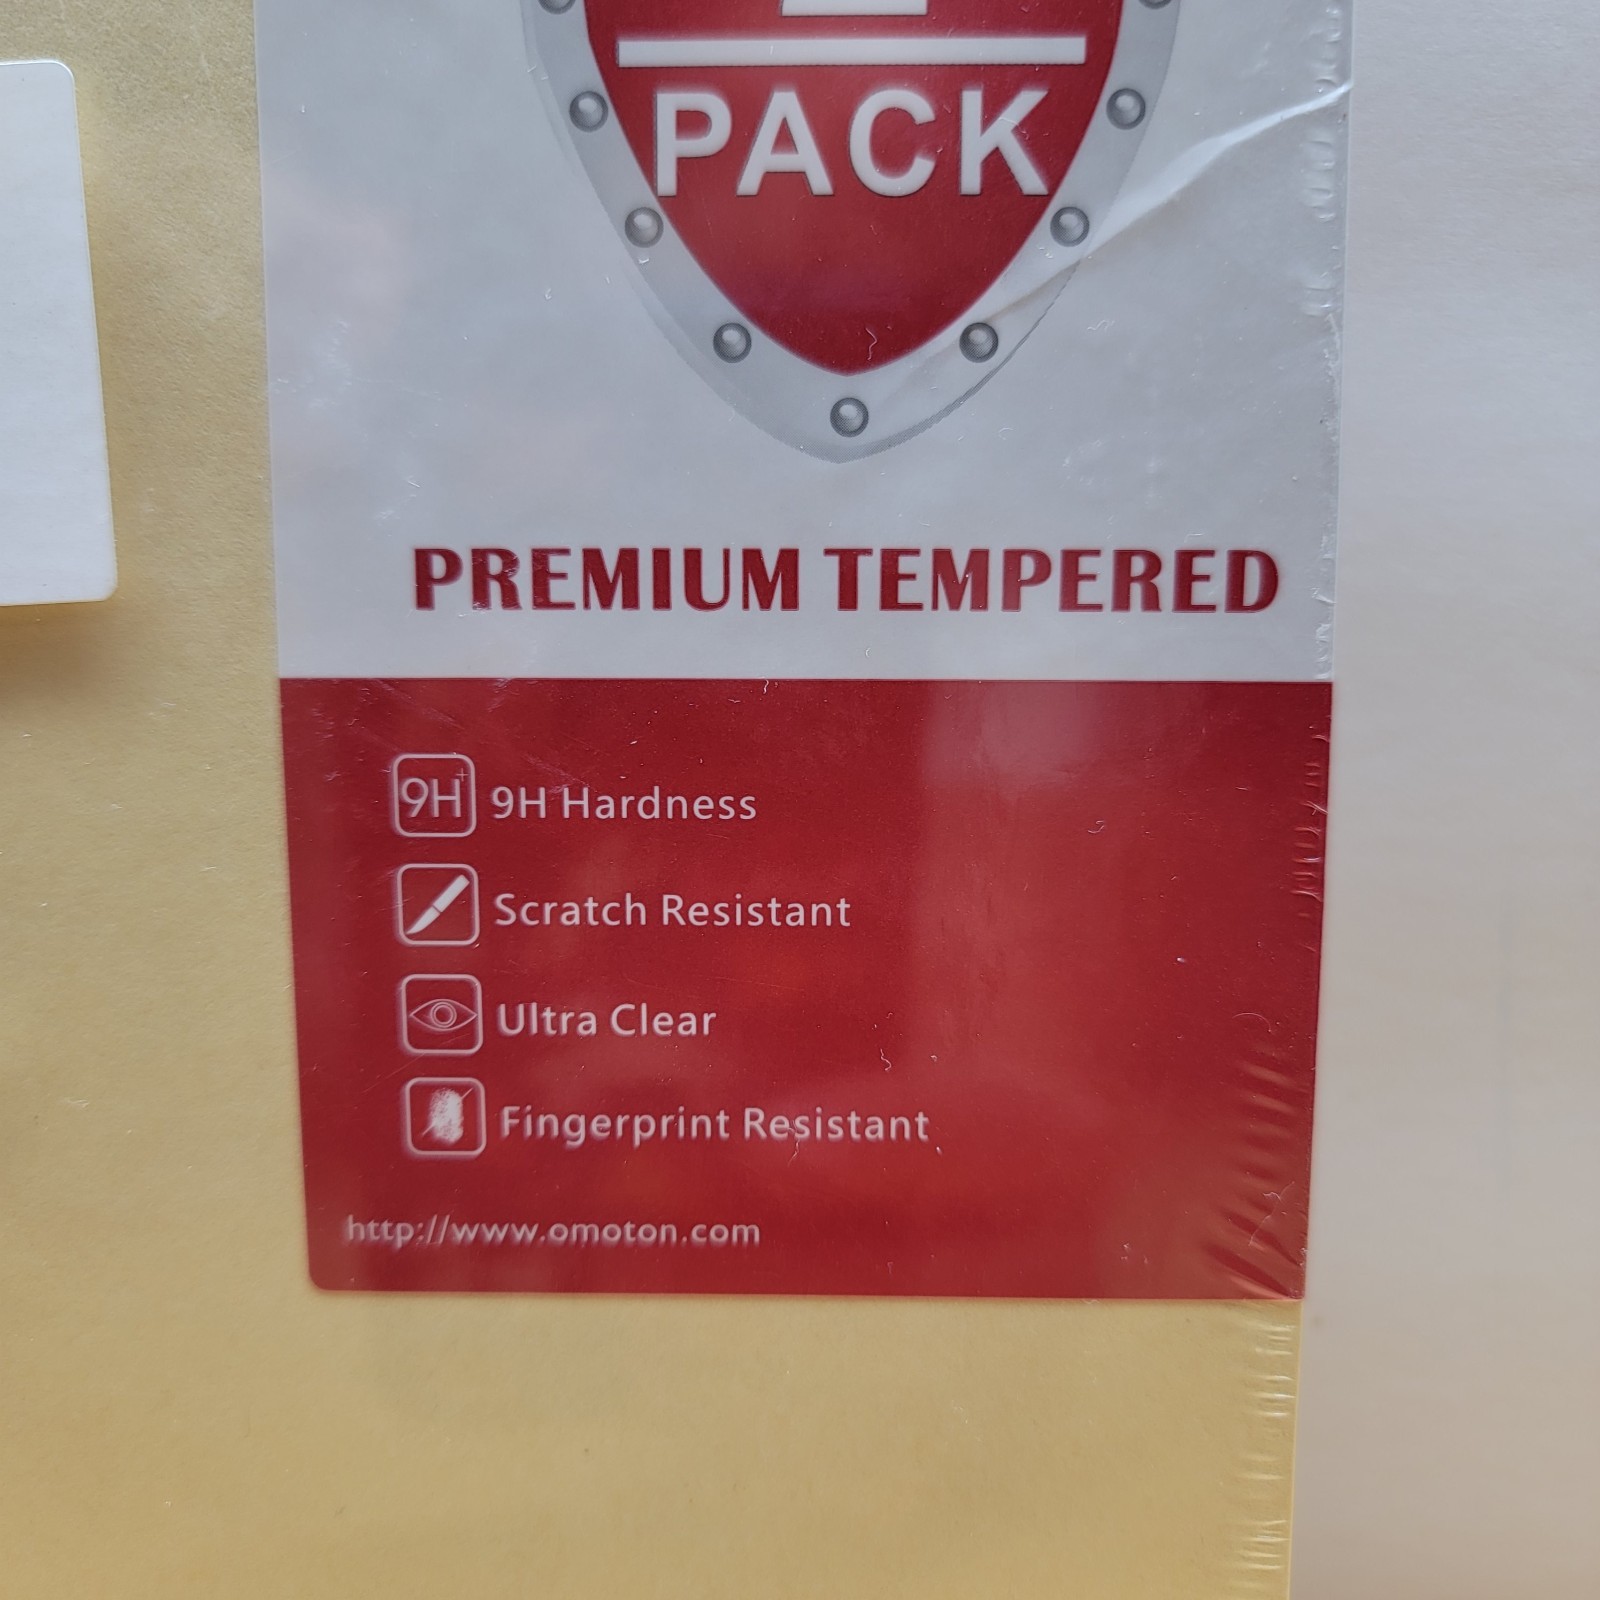 PACK
PREMIUM TEMPERED
9H+ 9H Hardness
Scratch Resistant
Ultra Clear
Fingerprint Resistant
http://www.omoton.com